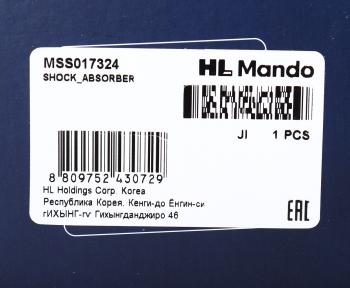 MSS017324
SHOCK_ABSORBER
HL Mando
JI 1 PCS
8 809752 430729
HL Holdings Corp. Korea
Республика Корея, Кенги-до Ёнгин-си
гИХЫНГ-гу Гихынгданджиро 46
EAC